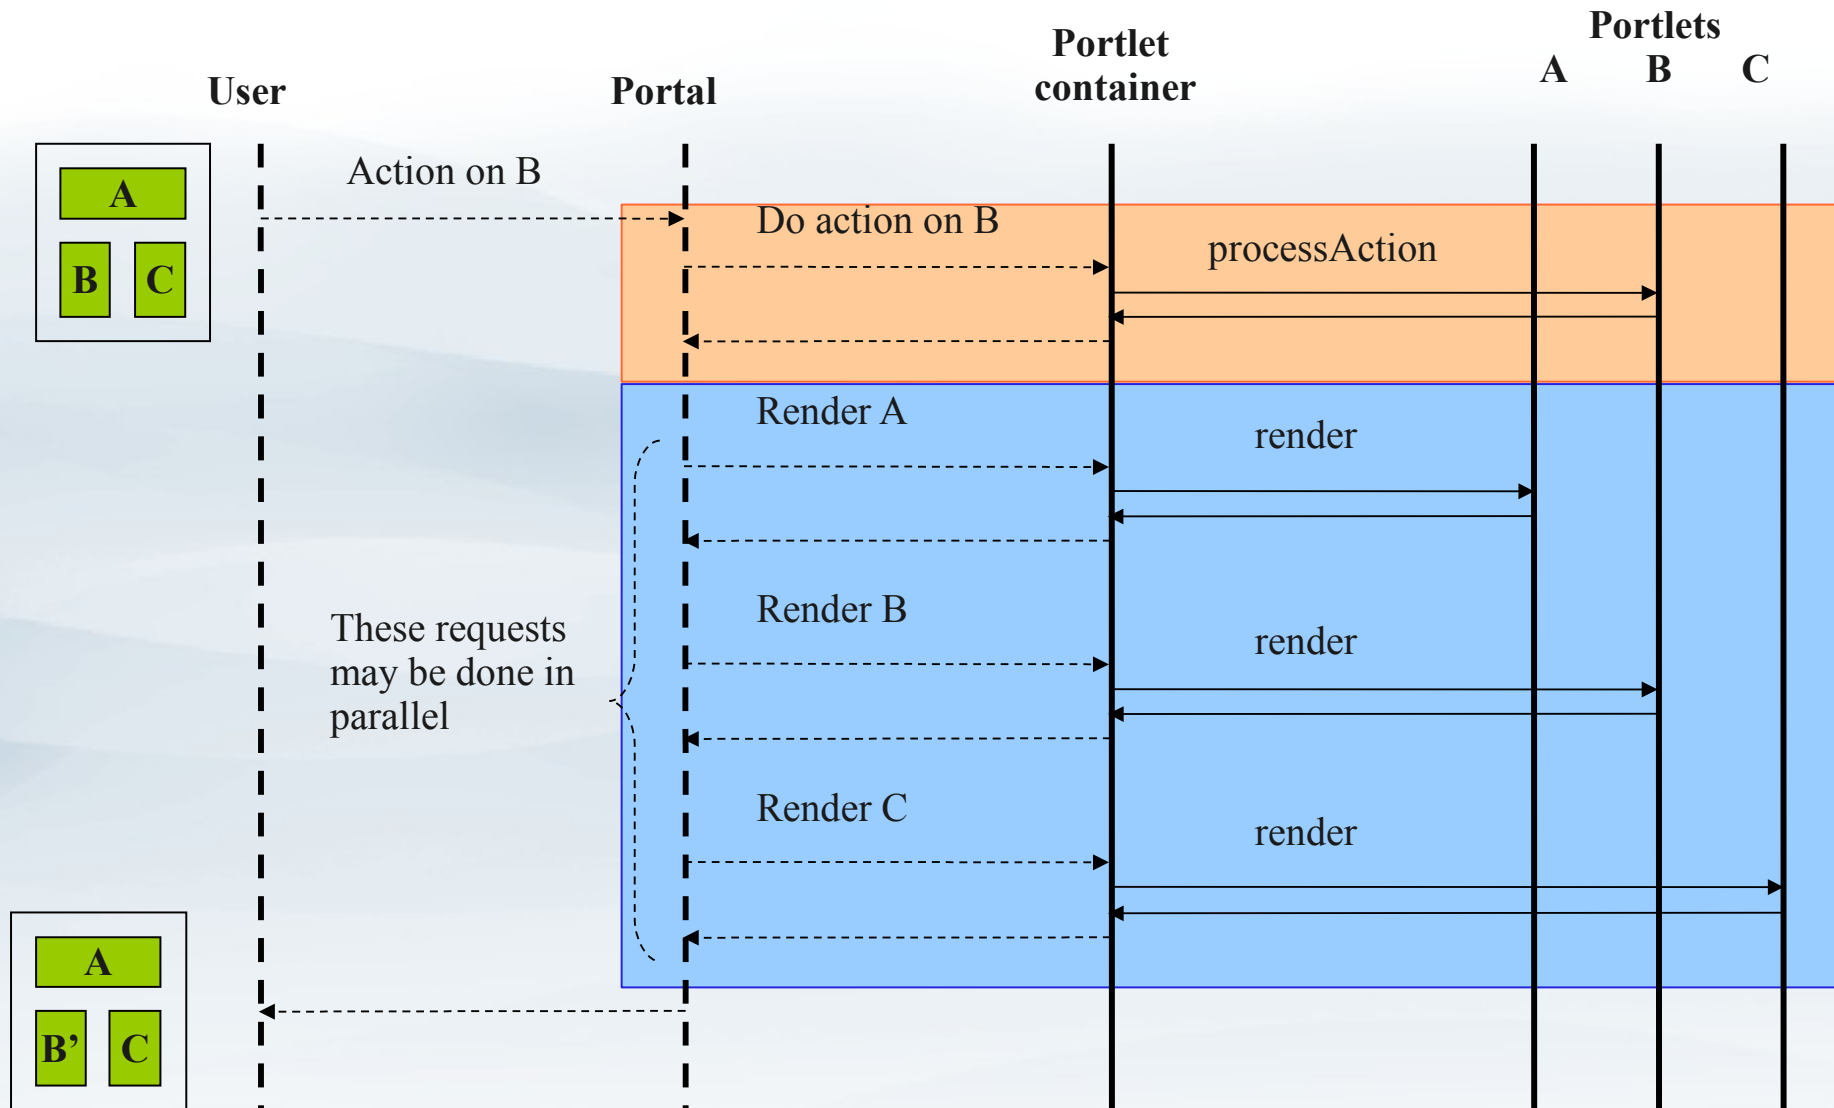 Portlets
Portlet
container
A B C
User
Portal
Action on B
A
B C
Do action on B
processAction
Render A
render
These requests
may be done in
parallel
Render B
render
Render C
render
A
B’ C